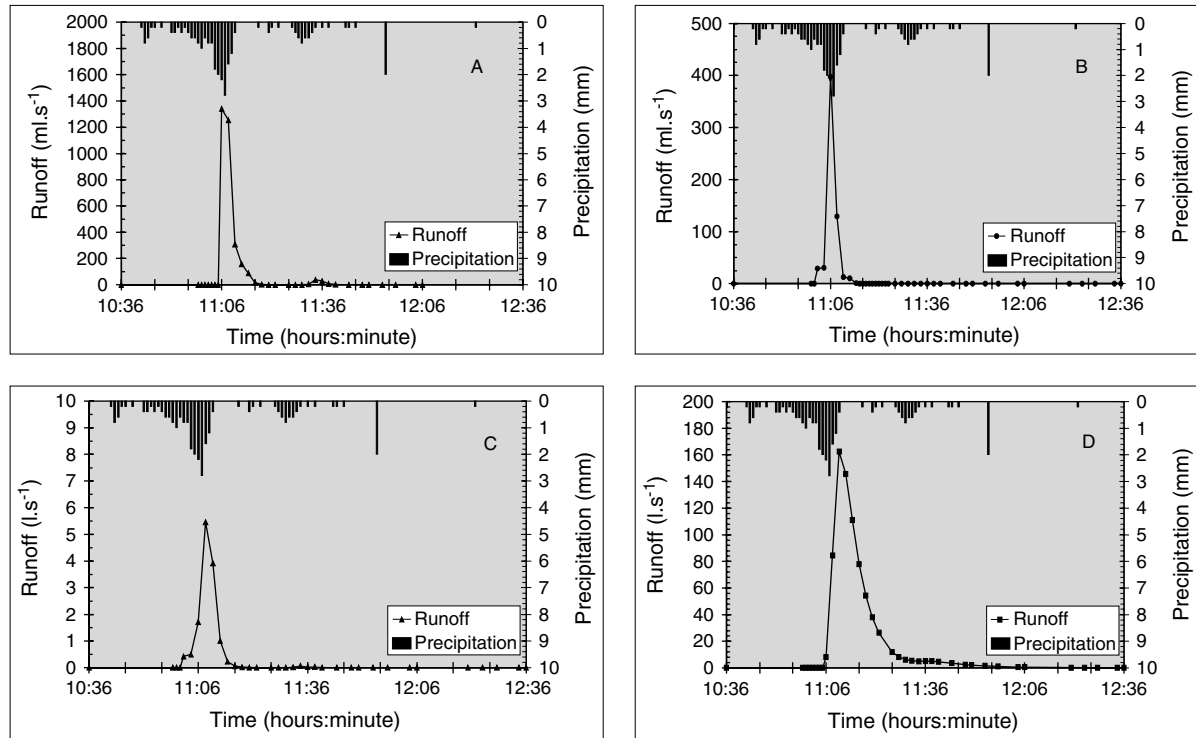 A
Runoff (ml.s⁻¹)
2000
1800
1600
1400
1200
1000
800
600
400
200
0
0
1
2
3
4
5
6
7
8
9
10
Precipitation (mm)
Runoff
Precipitation
10:36 11:06 11:36 12:06 12:36
Time (hours:minute)
B
Runoff (ml.s⁻¹)
500
400
300
200
100
0
0
1
2
3
4
5
6
7
8
9
10
Precipitation (mm)
Runoff
Precipitation
10:36 11:06 11:36 12:06 12:36
Time (hours:minute)
C
Runoff (l.s⁻¹)
10
9
8
7
6
5
4
3
2
1
0
0
1
2
3
4
5
6
7
8
9
10
Precipitation (mm)
Runoff
Precipitation
10:36 11:06 11:36 12:06 12:36
Time (hours:minute)
D
Runoff (l.s⁻¹)
200
180
160
140
120
100
80
60
40
20
0
0
1
2
3
4
5
6
7
8
9
10
Precipitation (mm)
Runoff
Precipitation
10:36 11:06 11:36 12:06 12:36
Time (hours:minute)